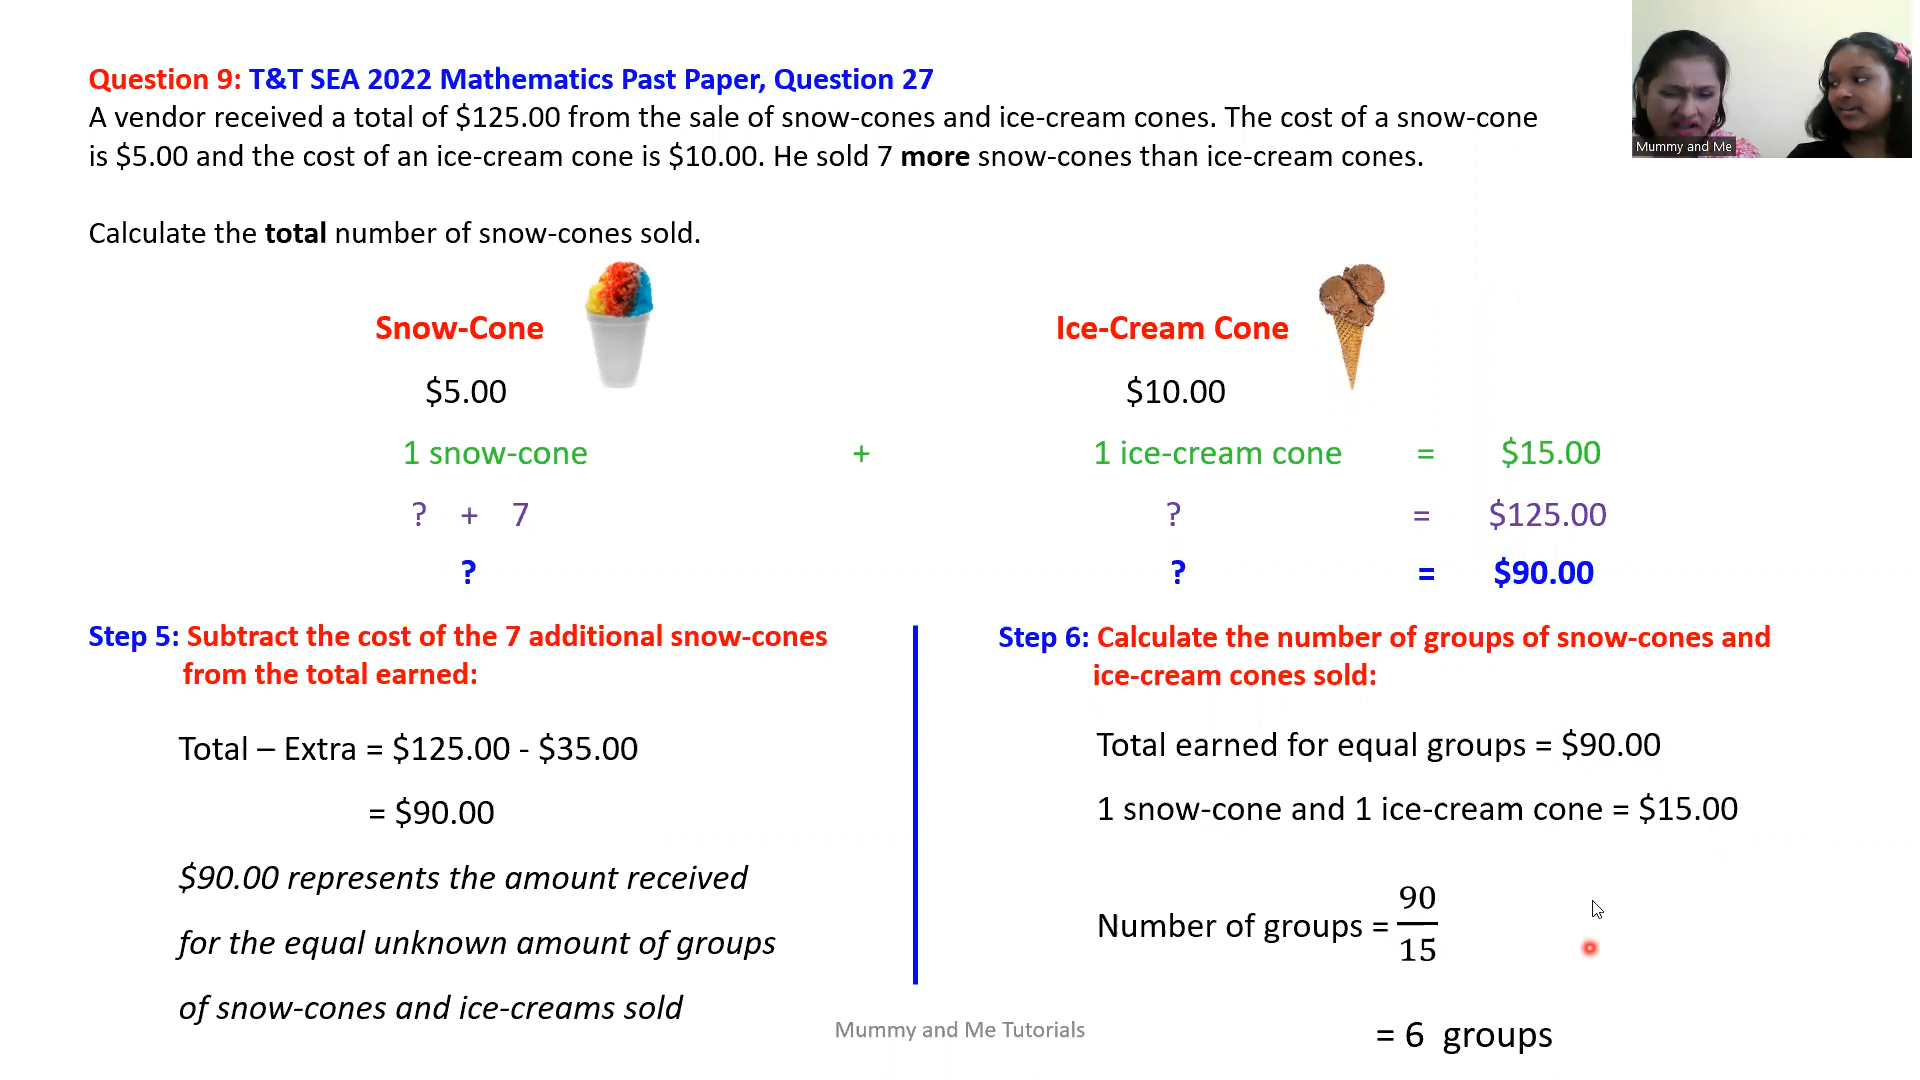 Question 9: T&T SEA 2022 Mathematics Past Paper, Question 27
A vendor received a total of $125.00 from the sale of snow-cones and ice-cream cones. The cost of a snow-cone
is $5.00 and the cost of an ice-cream cone is $10.00. He sold 7 more snow-cones than ice-cream cones.
Calculate the total number of snow-cones sold.
Mummy and Me
Snow-Cone
Ice-Cream Cone
$5.00
$10.00
1 snow-cone + 1 ice-cream cone = $15.00
? + 7 ? = $125.00
? ? = $90.00
Step 5: Subtract the cost of the 7 additional snow-cones
from the total earned:
Total – Extra = $125.00 - $35.00
= $90.00
$90.00 represents the amount received
for the equal unknown amount of groups
of snow-cones and ice-creams sold
Step 6: Calculate the number of groups of snow-cones and
ice-cream cones sold:
Total earned for equal groups = $90.00
1 snow-cone and 1 ice-cream cone = $15.00
Number of groups = 90/15
= 6 groups
Mummy and Me Tutorials